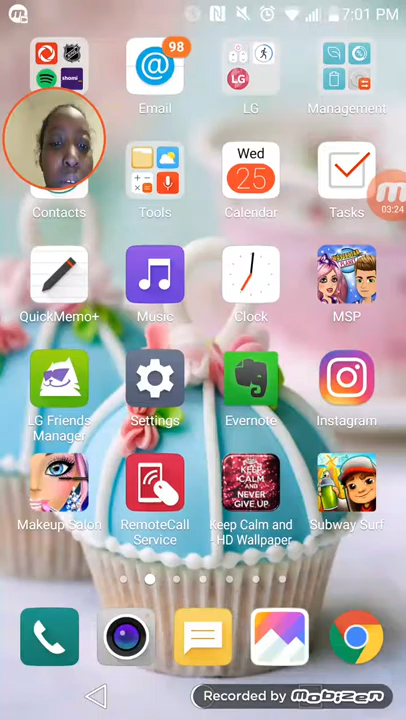 7:01 PM
98
shomi
Email
LG
Management
Wed
25
03:24
Contacts
Tools
Calendar
Tasks
QuickMemo+
Music
Clock
MSP
LG Friends
Manager
Settings
Evernote
Instagram
KEEP
CALM
AND
NEVER
GIVE UP
Makeup Salon
RemoteCall
Service
Keep Calm and
- HD Wallpaper
Subway Surf
Recorded by Mobizen